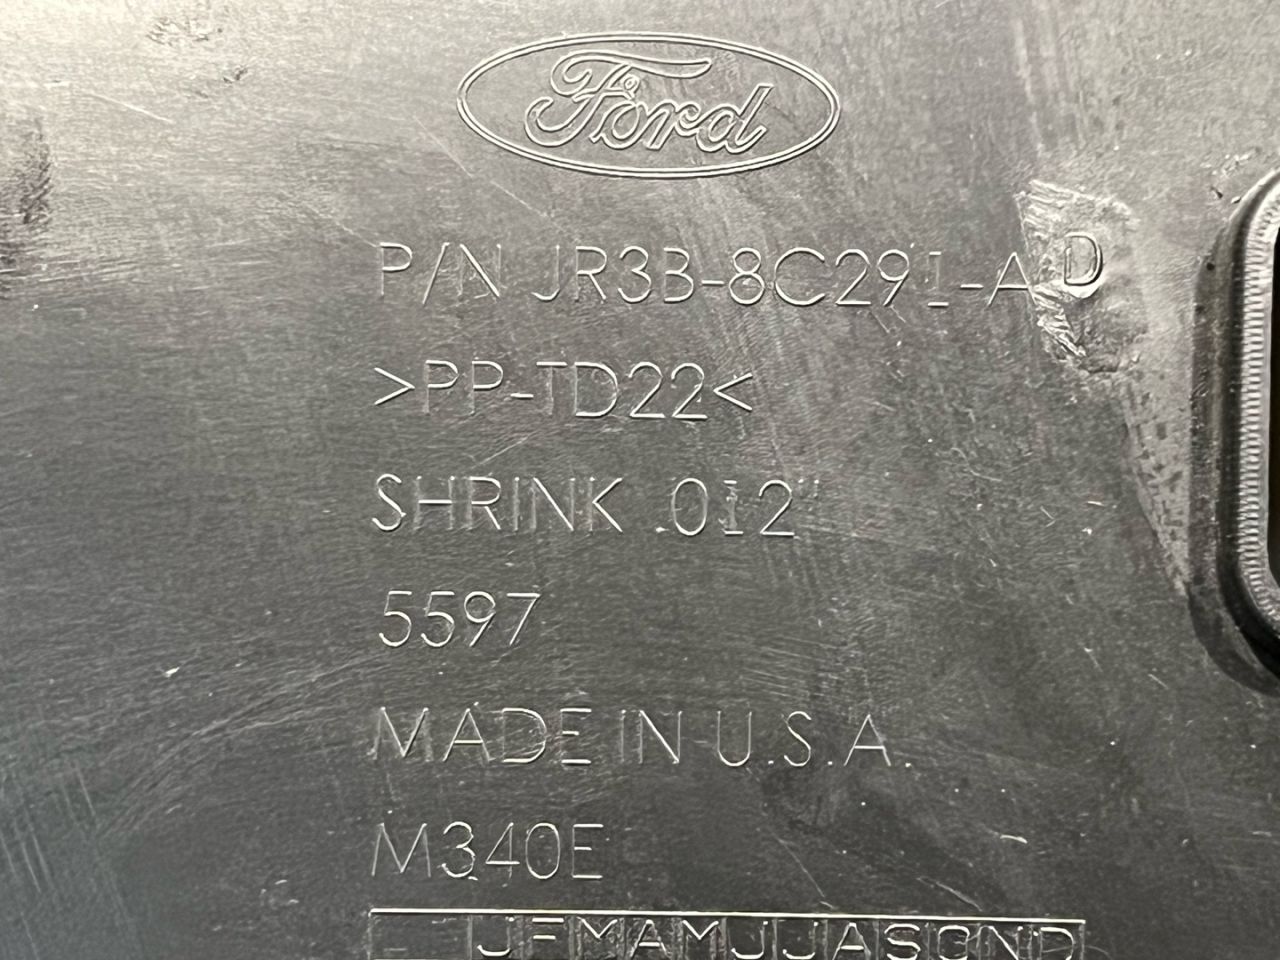 Ford
P/N JR3B-8C291-AD
>PP-TD22<
SHRINK .012"
5597
MADE IN U.S.A.
M340E
JFMAMJJASOND